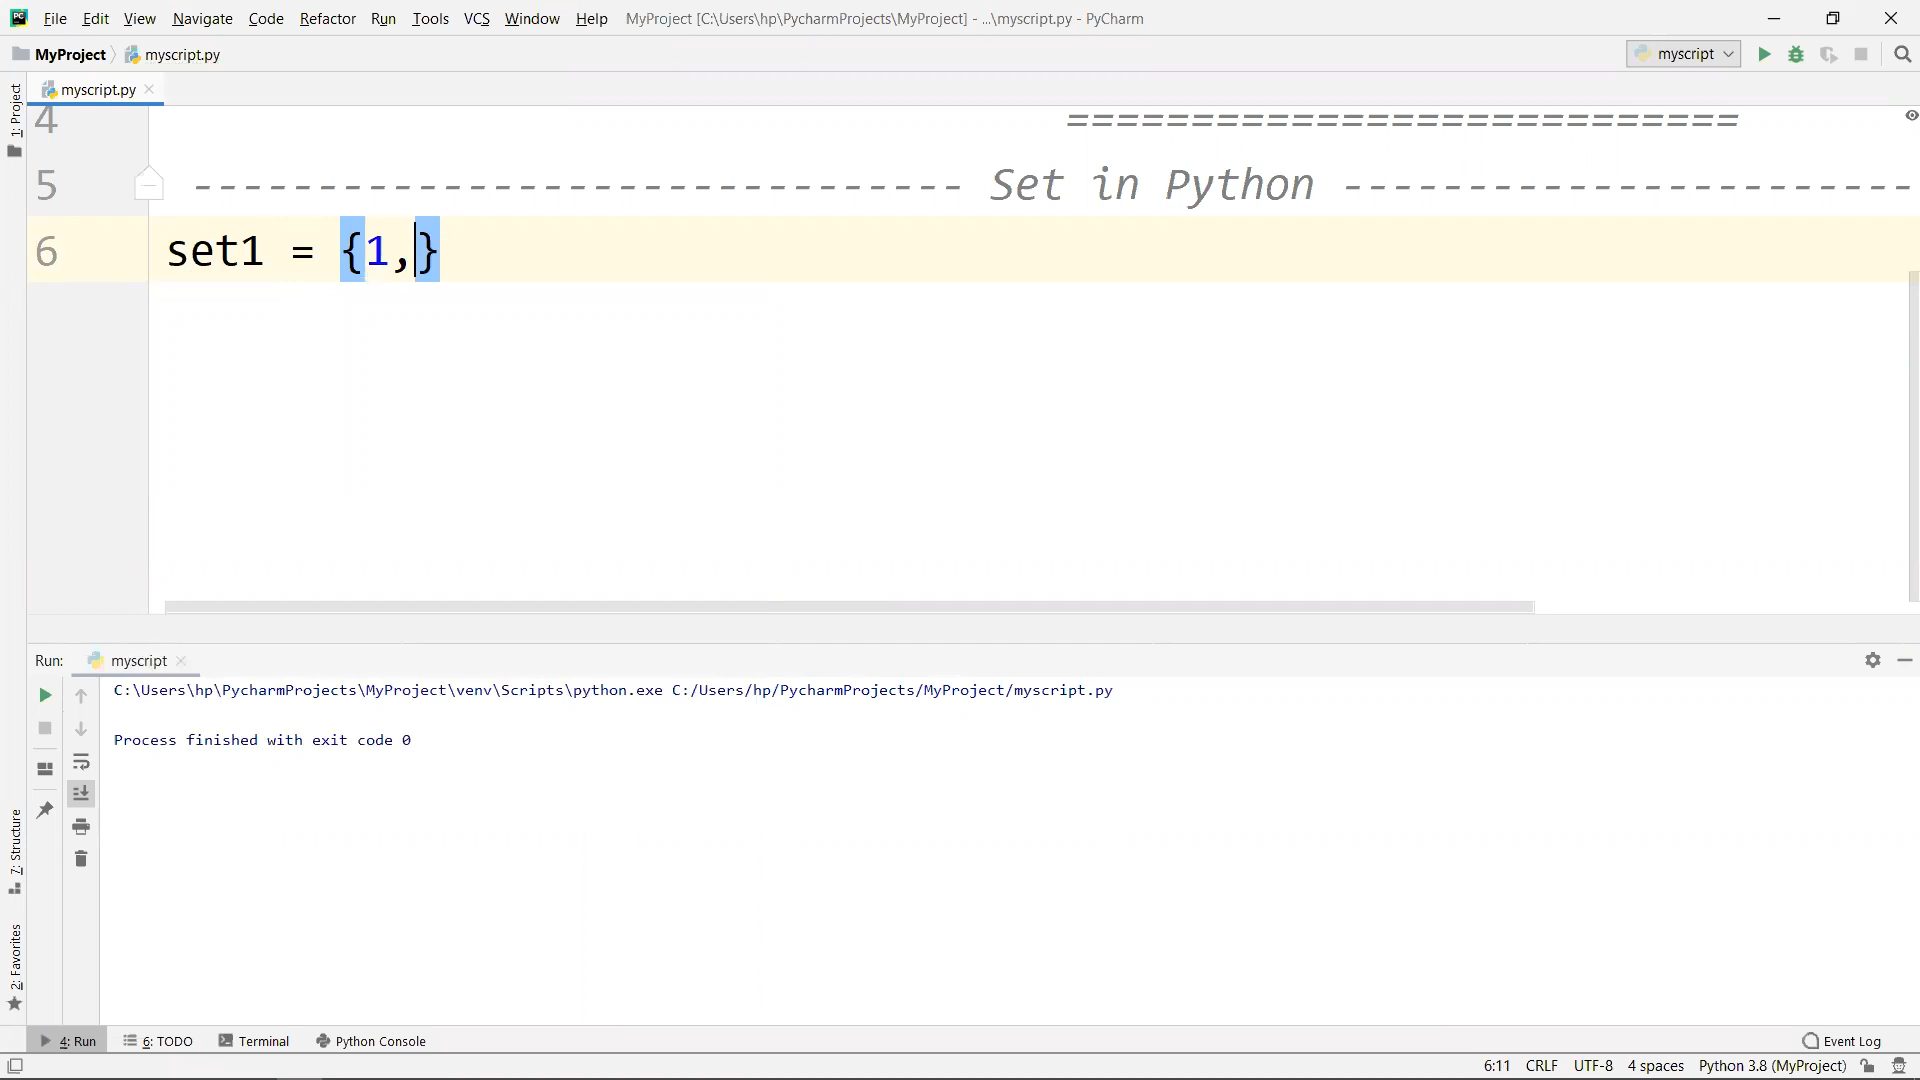 File Edit View Navigate Code Refactor Run Tools VCS Window Help MyProject [C:\Users\hp\PycharmProjects\MyProject] - ...\myscript.py - PyCharm
MyProject myscript.py myscript
1: Project
myscript.py
4 ===========================
5 ------------------------------- Set in Python -----------------------
6 set1 = {1,}
Run: myscript
C:\Users\hp\PycharmProjects\MyProject\venv\Scripts\python.exe C:/Users/hp/PycharmProjects/MyProject/myscript.py
Process finished with exit code 0
7: Structure
2: Favorites
4: Run 6: TODO Terminal Python Console Event Log
6:11 CRLF UTF-8 4 spaces Python 3.8 (MyProject)